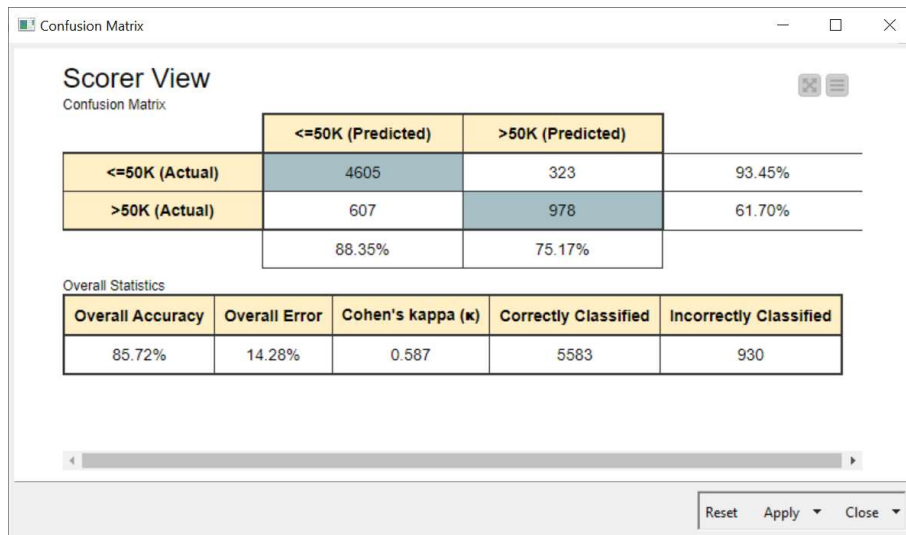 Confusion Matrix
Scorer View
Confusion Matrix
<=50K (Predicted) >50K (Predicted)
<=50K (Actual) 4605 323 93.45%
>50K (Actual) 607 978 61.70%
88.35% 75.17%
Overall Statistics
Overall Accuracy Overall Error Cohen's kappa (κ) Correctly Classified Incorrectly Classified
85.72% 14.28% 0.587 5583 930
Reset Apply Close